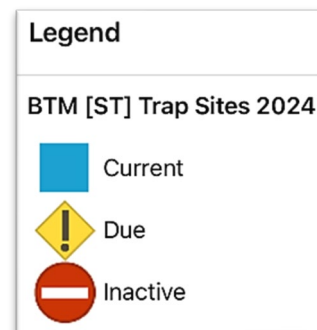 Legend
BTM [ST] Trap Sites 2024
Current
Due
Inactive